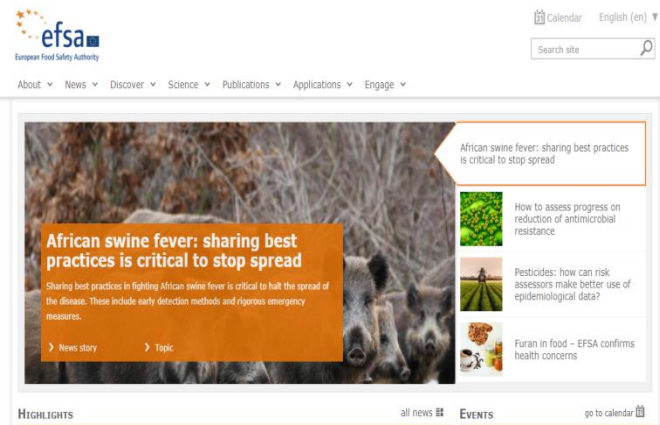 31 Calendar English (en)
efsa
European Food Safety Authority
Search site
About News Discover Science Publications Applications Engage
African swine fever: sharing best practices
is critical to stop spread
How to assess progress on
reduction of antimicrobial
resistance
African swine fever: sharing best
practices is critical to stop spread
Sharing best practices in fighting African swine fever is critical to halt the spread of
the disease. These include early detection methods and rigorous emergency
measures.
News story Topic
Pesticides: how can risk
assessors make better use of
epidemiological data?
Furan in food – EFSA confirms
health concerns
HIGHLIGHTS all news EVENTS go to calendar